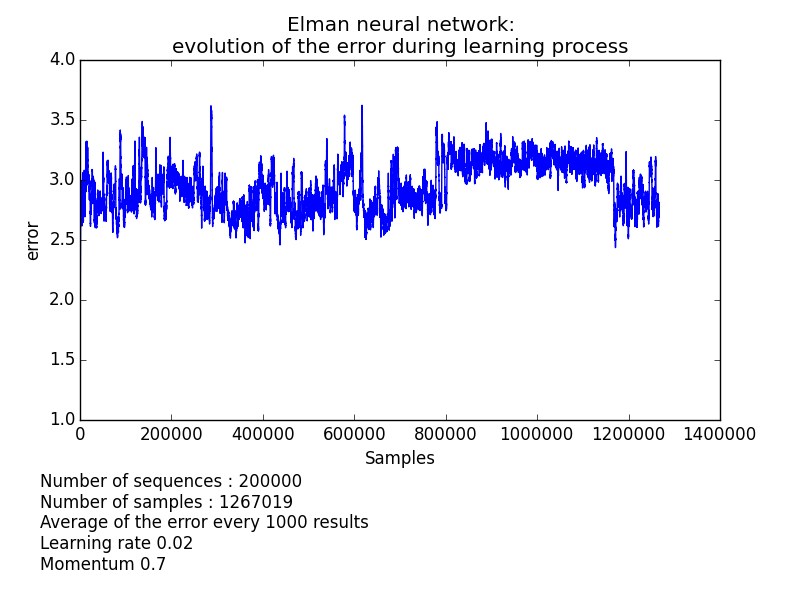 Elman neural network:
evolution of the error during learning process
4.0
3.5
3.0
2.5
2.0
1.5
1.0
error
0 200000 400000 600000 800000 1000000 1200000 1400000
Samples
Number of sequences : 200000
Number of samples : 1267019
Average of the error every 1000 results
Learning rate 0.02
Momentum 0.7